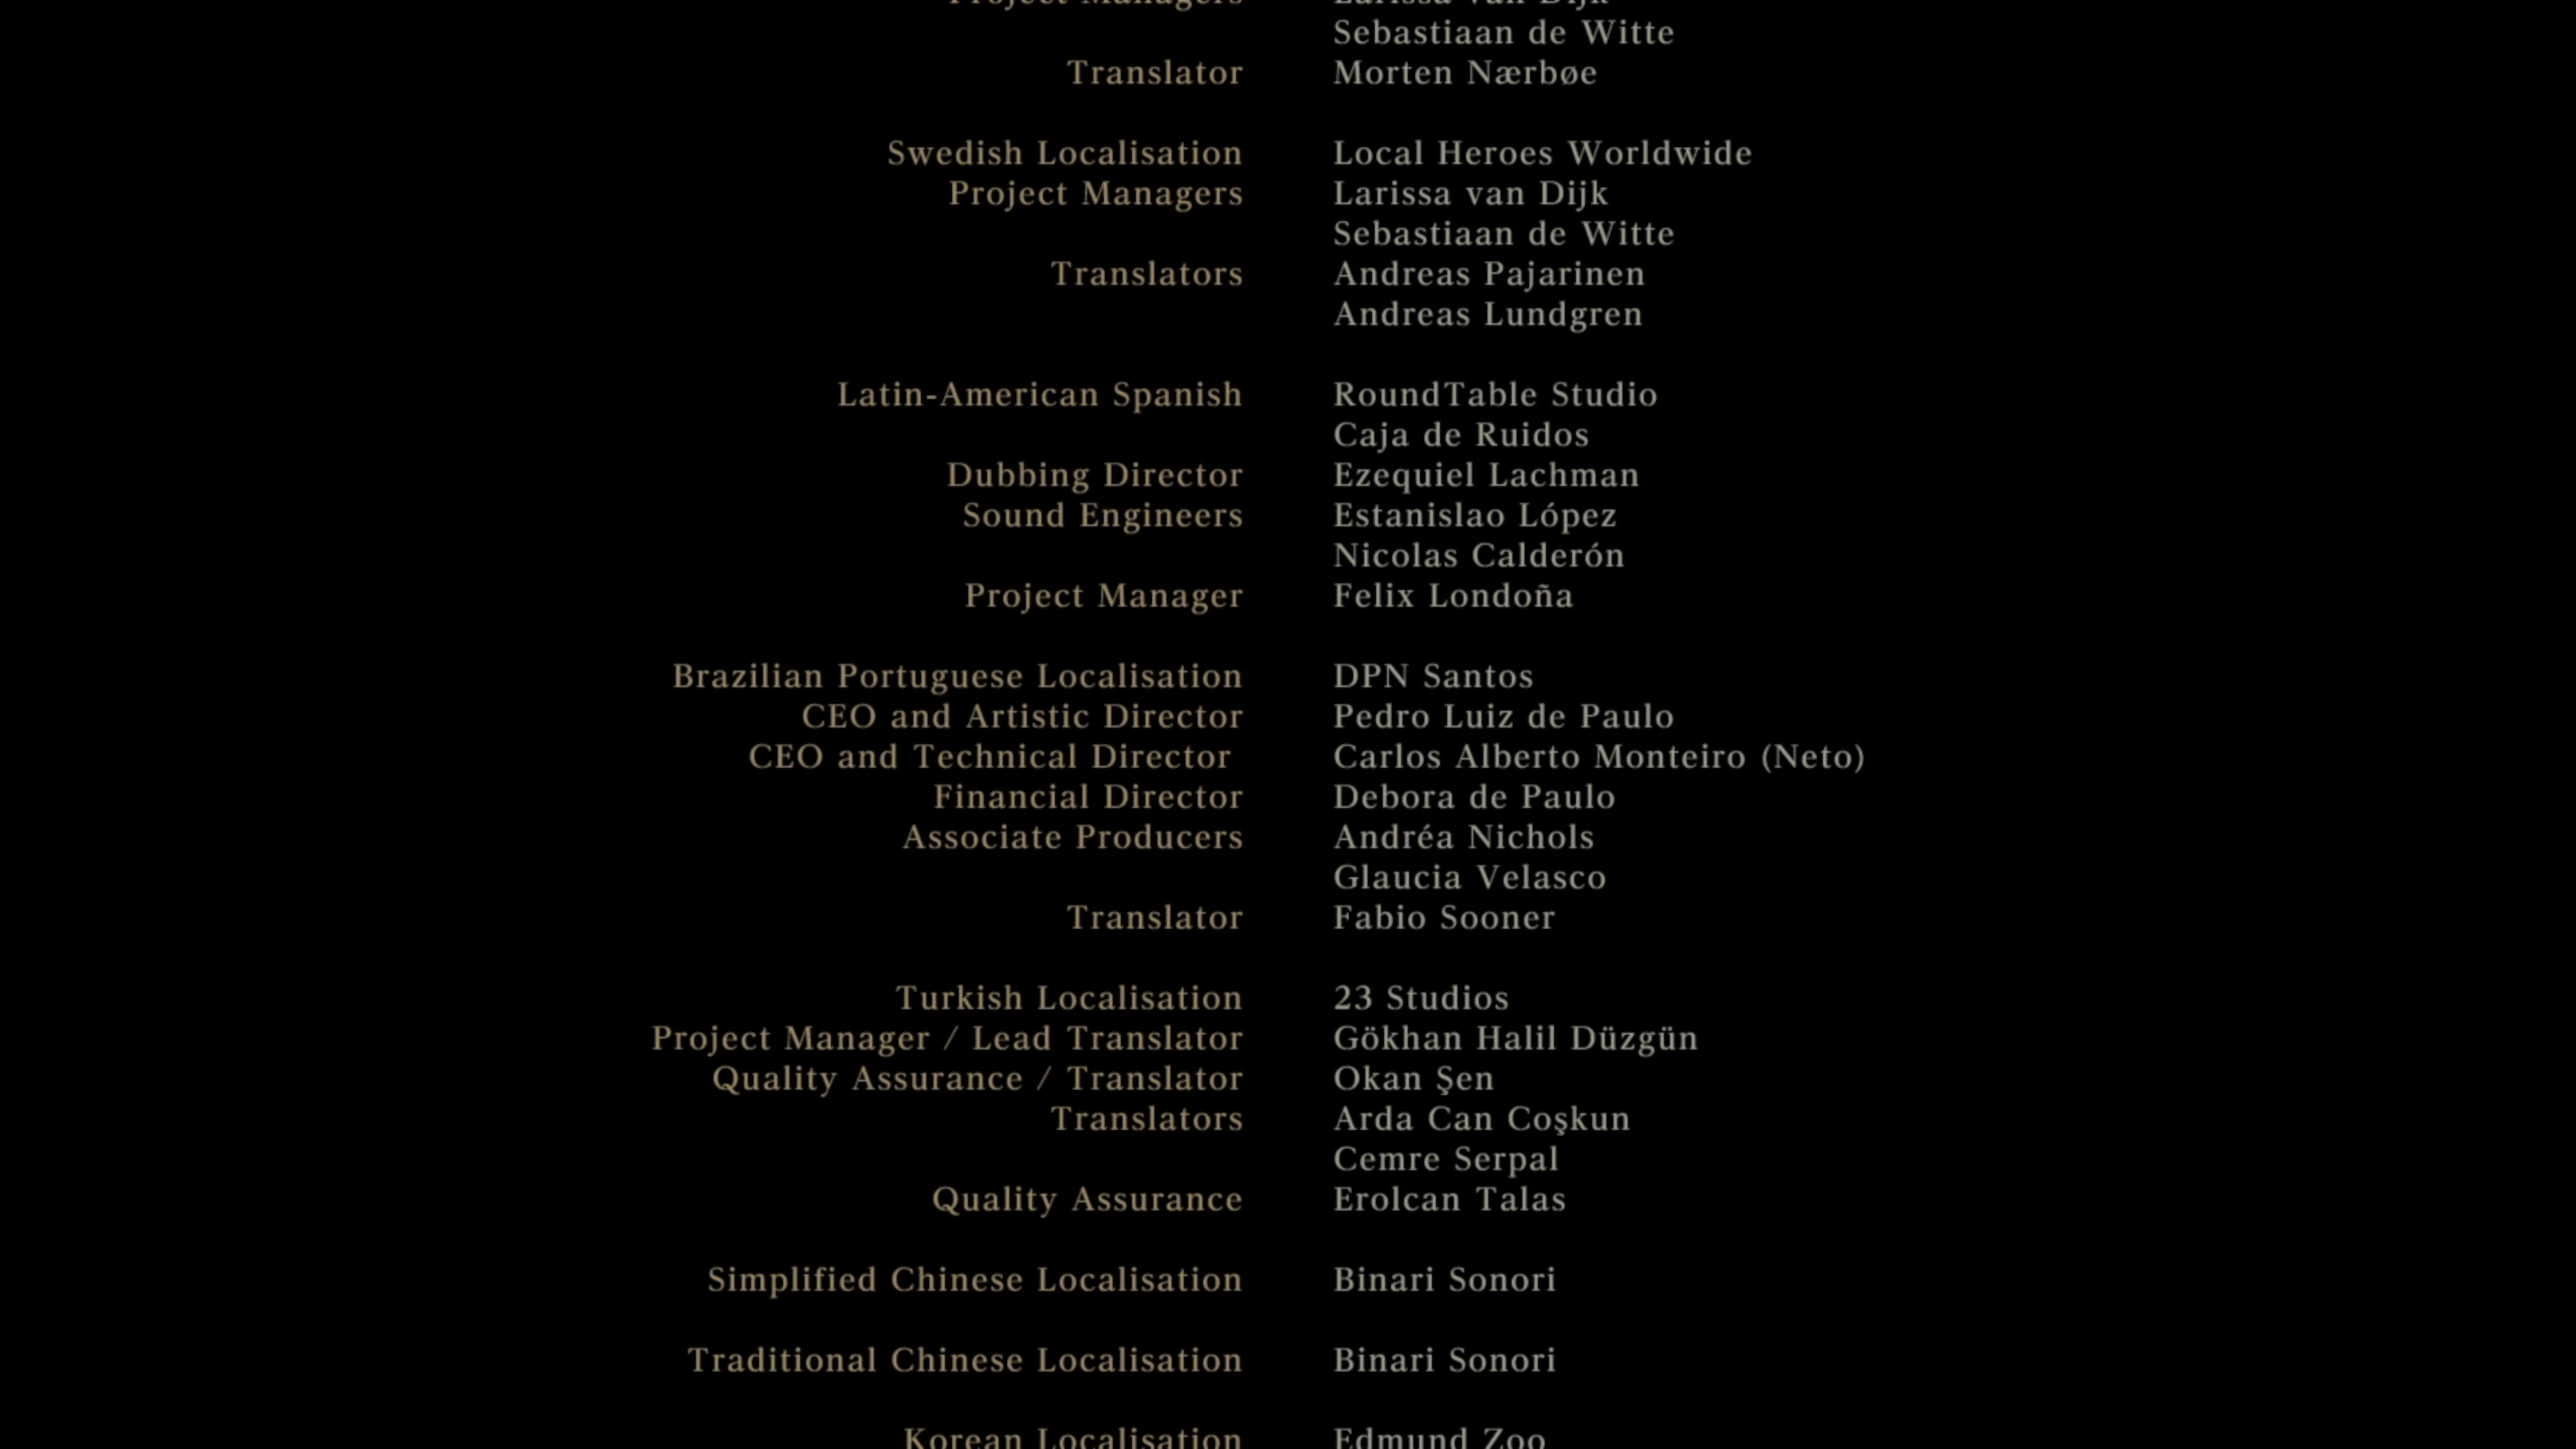 Project Managers Larissa van Dijk
Sebastiaan de Witte
Translator Morten Nærbøe
Swedish Localisation Local Heroes Worldwide
Project Managers Larissa van Dijk
Sebastiaan de Witte
Translators Andreas Pajarinen
Andreas Lundgren
Latin-American Spanish RoundTable Studio
Caja de Ruidos
Dubbing Director Ezequiel Lachman
Sound Engineers Estanislao López
Nicolas Calderón
Project Manager Felix Londoña
Brazilian Portuguese Localisation DPN Santos
CEO and Artistic Director Pedro Luiz de Paulo
CEO and Technical Director Carlos Alberto Monteiro (Neto)
Financial Director Debora de Paulo
Associate Producers Andréa Nichols
Glaucia Velasco
Translator Fabio Sooner
Turkish Localisation 23 Studios
Project Manager / Lead Translator Gökhan Halil Düzgün
Quality Assurance / Translator Okan Şen
Translators Arda Can Coşkun
Cemre Serpal
Quality Assurance Erolcan Talas
Simplified Chinese Localisation Binari Sonori
Traditional Chinese Localisation Binari Sonori
Korean Localisation Edmund Zoo